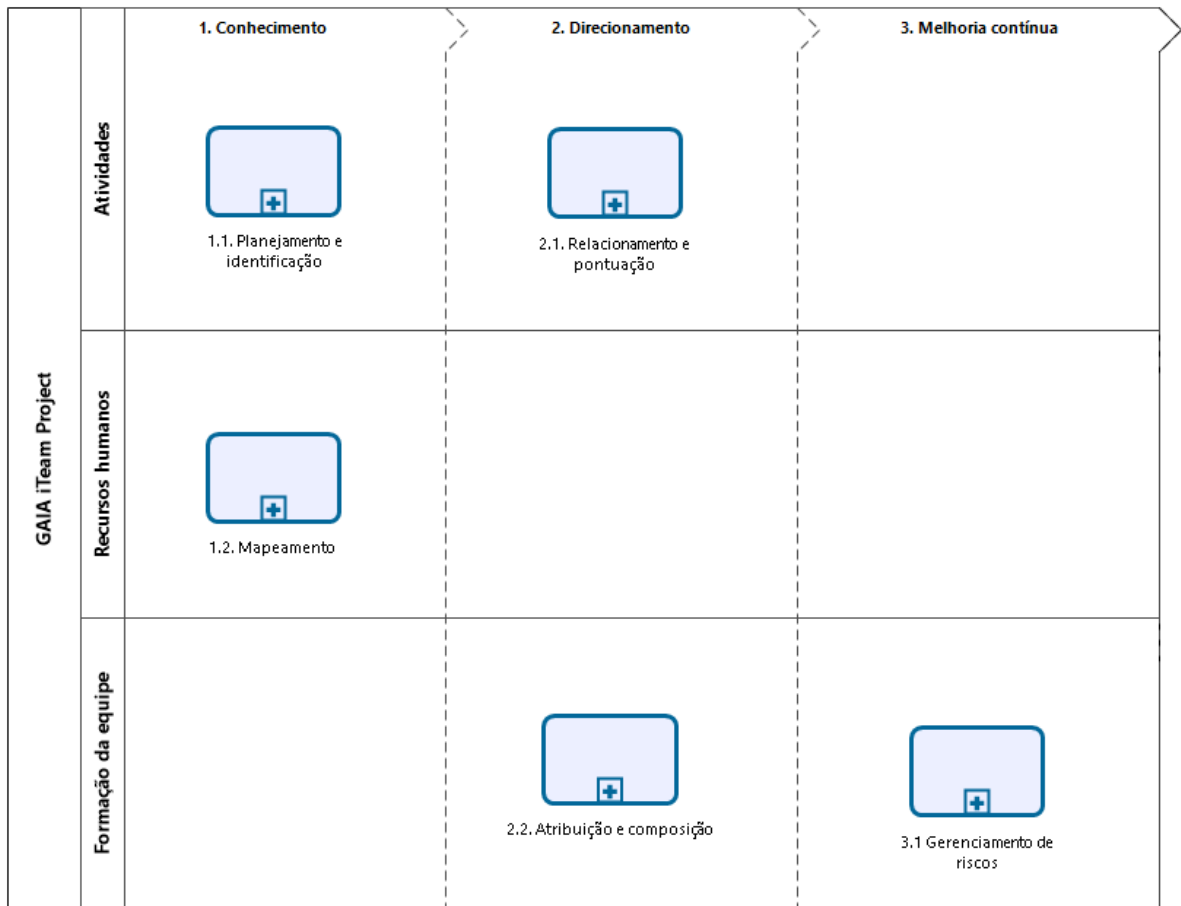 1. Conhecimento
2. Direcionamento
3. Melhoria contínua
GAIA iTeam Project
Atividades
1.1. Planejamento e
identificação
2.1. Relacionamento e
pontuação
Recursos humanos
1.2. Mapeamento
Formação da equipe
2.2. Atribuição e composição
3.1 Gerenciamento de
riscos